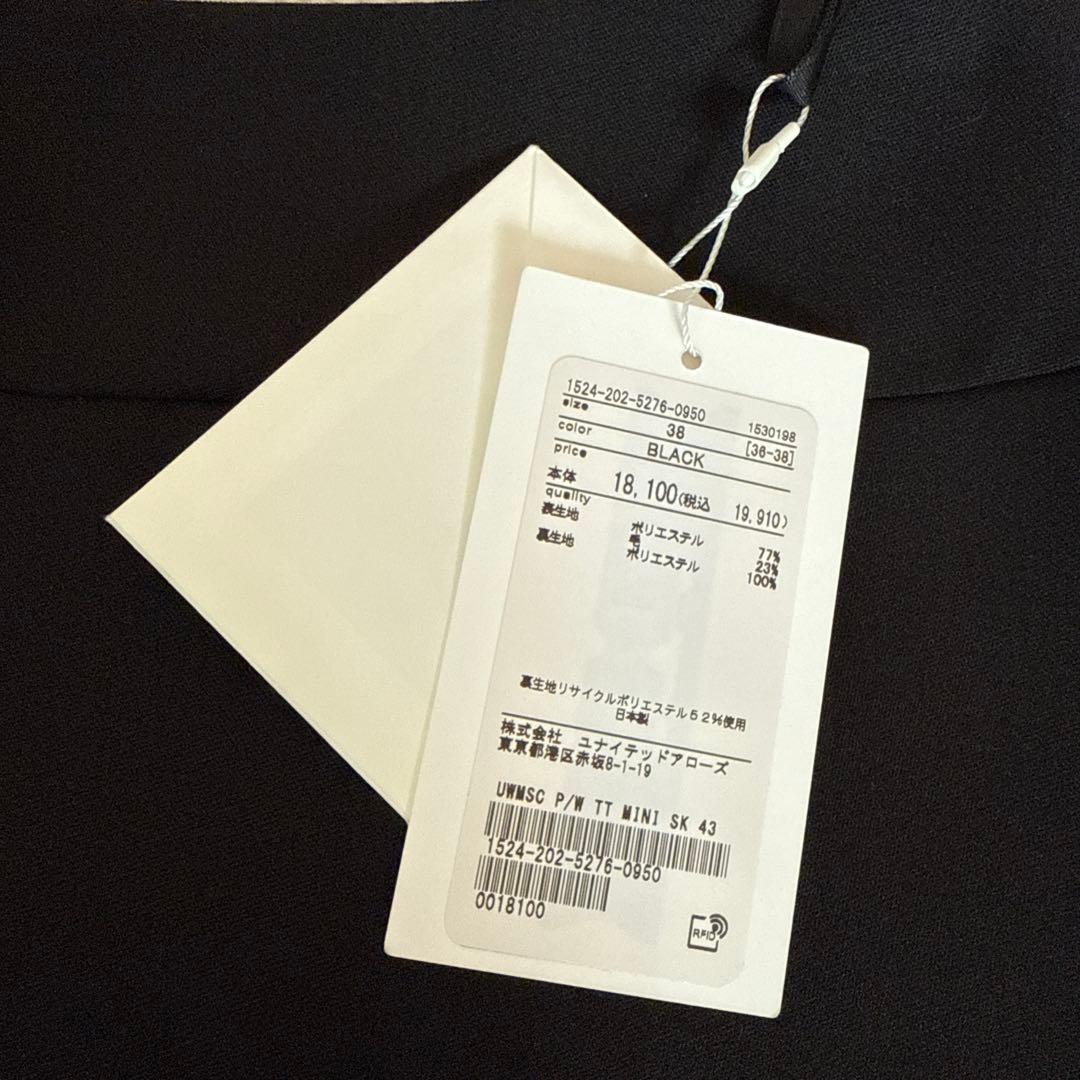 1524-202-5276-0950
1530198
size 38 [36-38]
color BLACK
price
本体 18,100(税込 19,910)
quality
表生地 ポリエステル 77%
毛 23%
裏生地 ポリエステル 100%
裏生地リサイクルポリエステル52%使用
日本製
株式会社 ユナイテッドアローズ
東京都港区赤坂8-1-19
UWMSC P/W TT MINI SK 43
1524-202-5276-0950
0018100
RFID